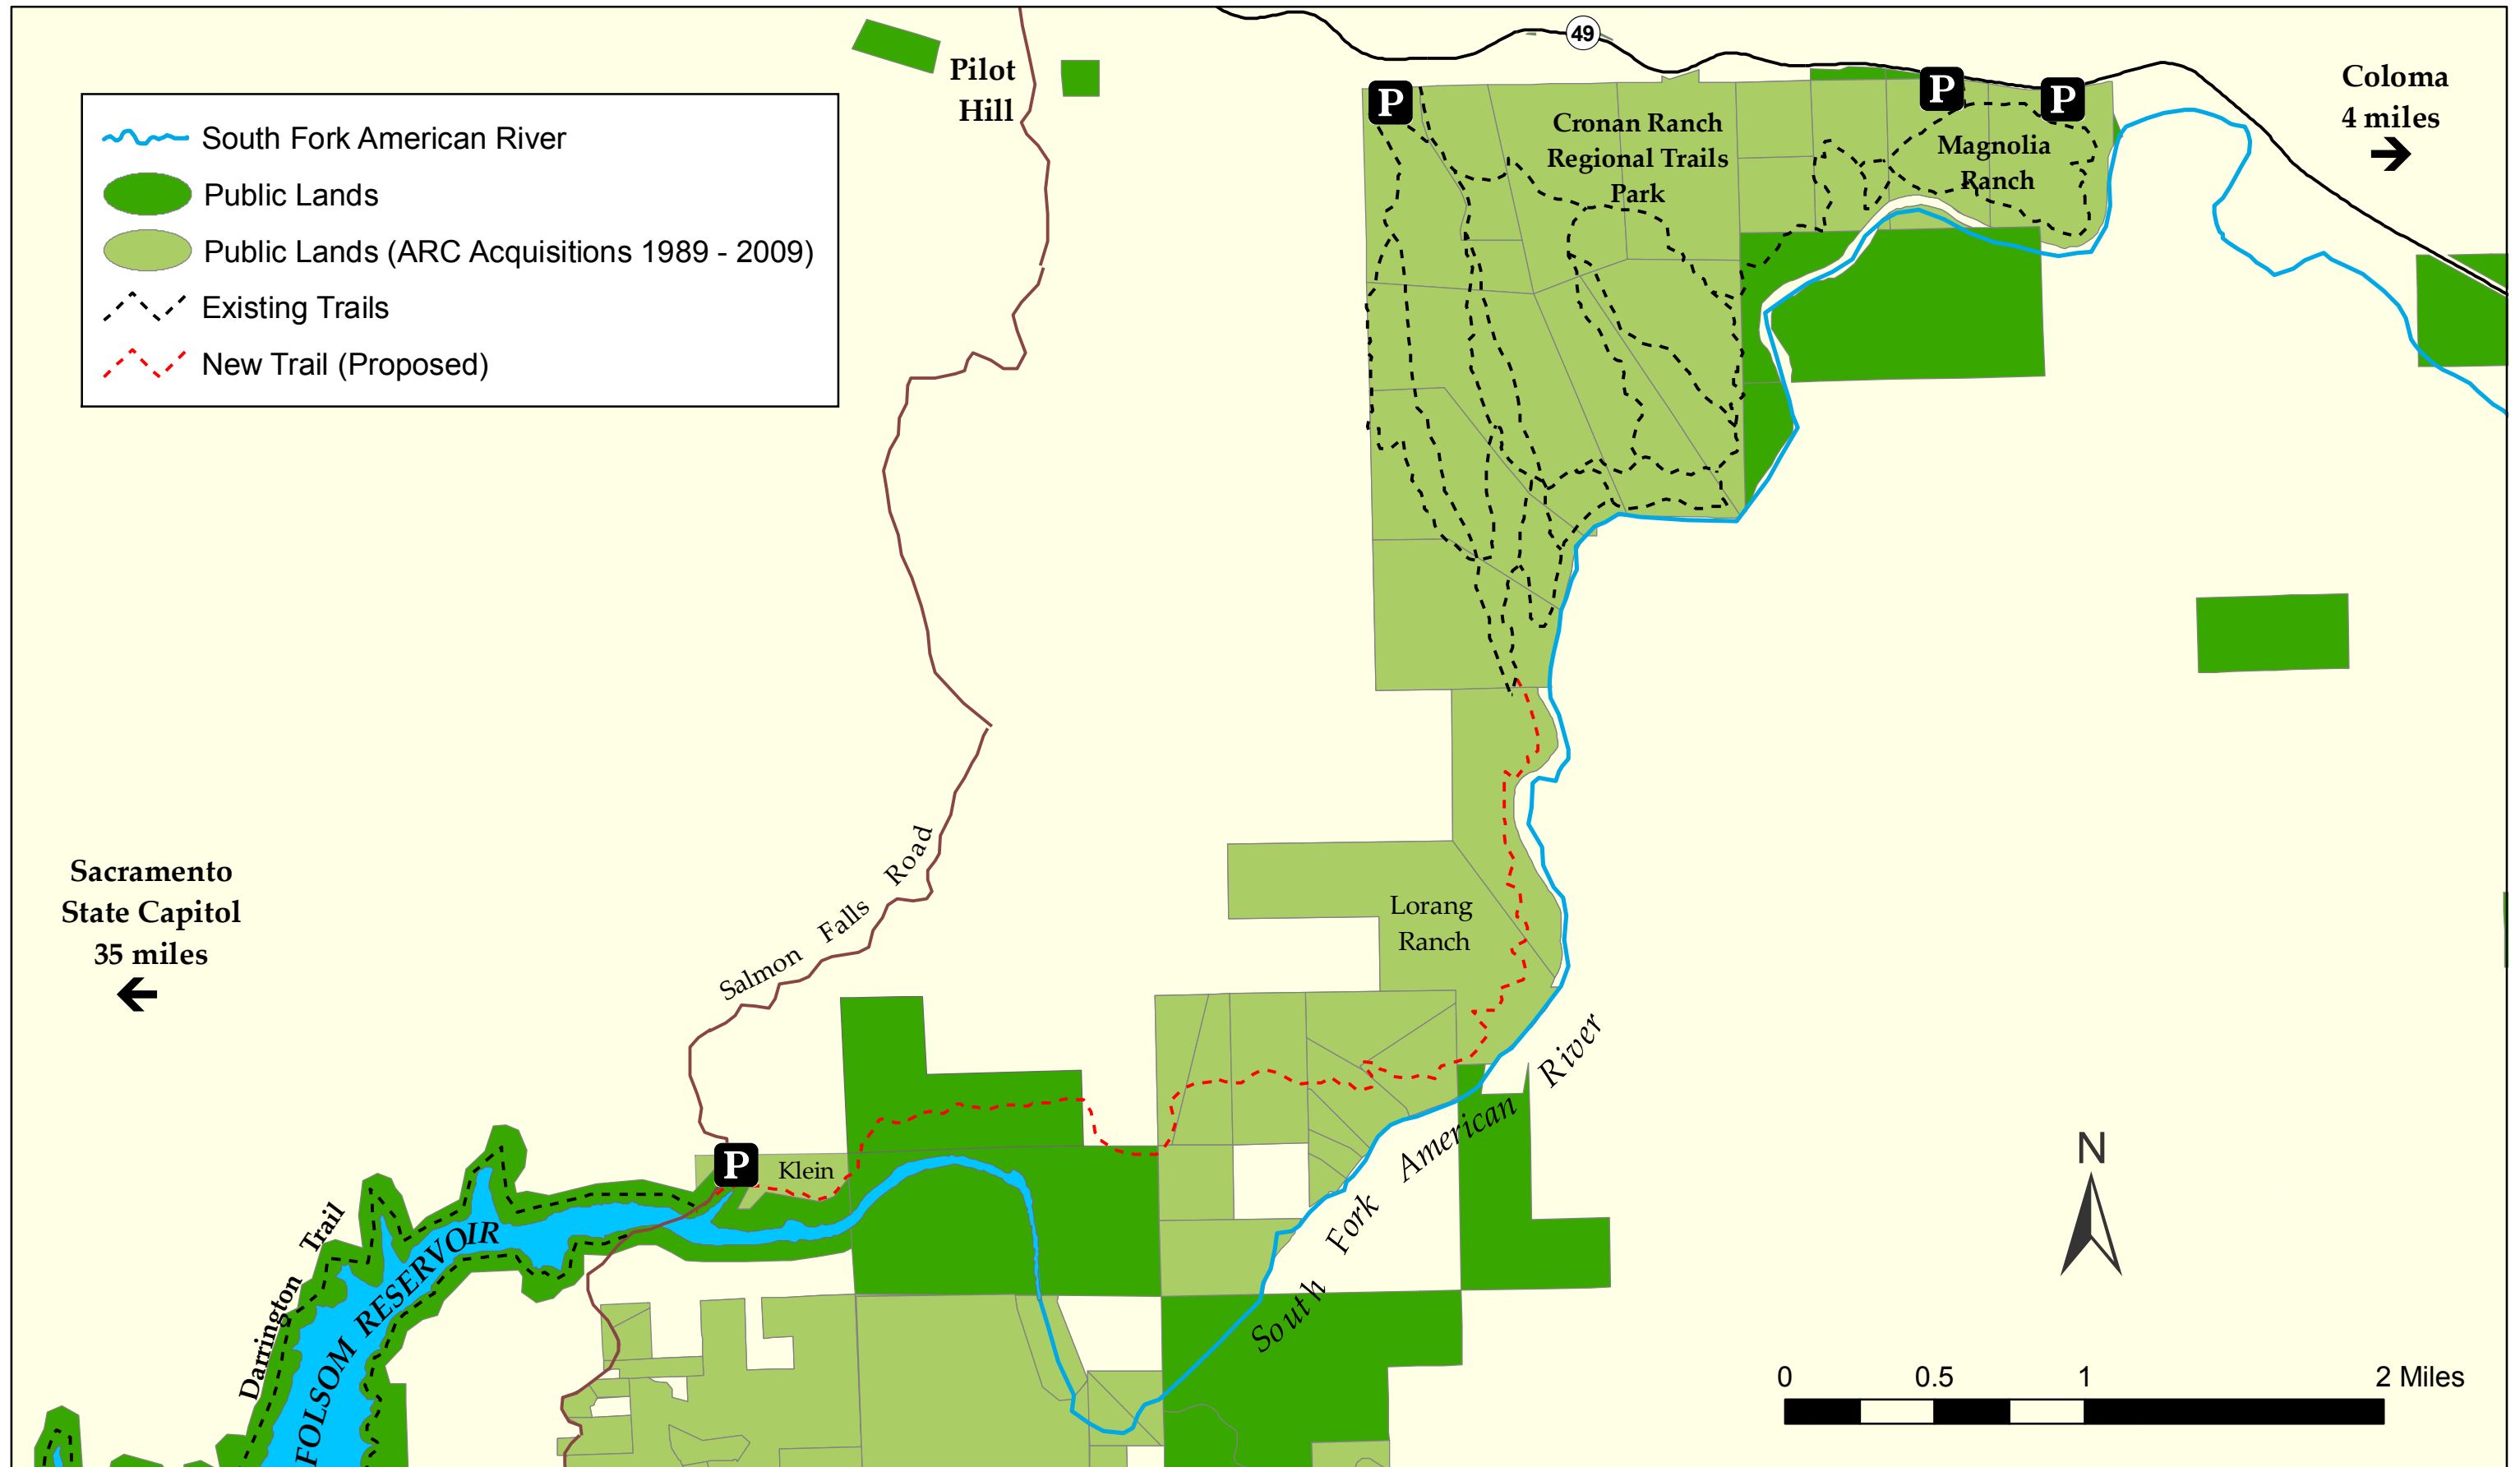 49
Pilot
Hill
P
P
P
Coloma
4 miles
Cronan Ranch
Regional Trails
Park
Magnolia
Ranch
South Fork American River
Public Lands
Public Lands (ARC Acquisitions 1989 - 2009)
Existing Trails
New Trail (Proposed)
Sacramento
State Capitol
35 miles
Salmon Falls Road
Lorang
Ranch
P
Klein
Darrington Trail
FOLSOM RESERVOIR
South Fork American River
N
0 0.5 1 2 Miles